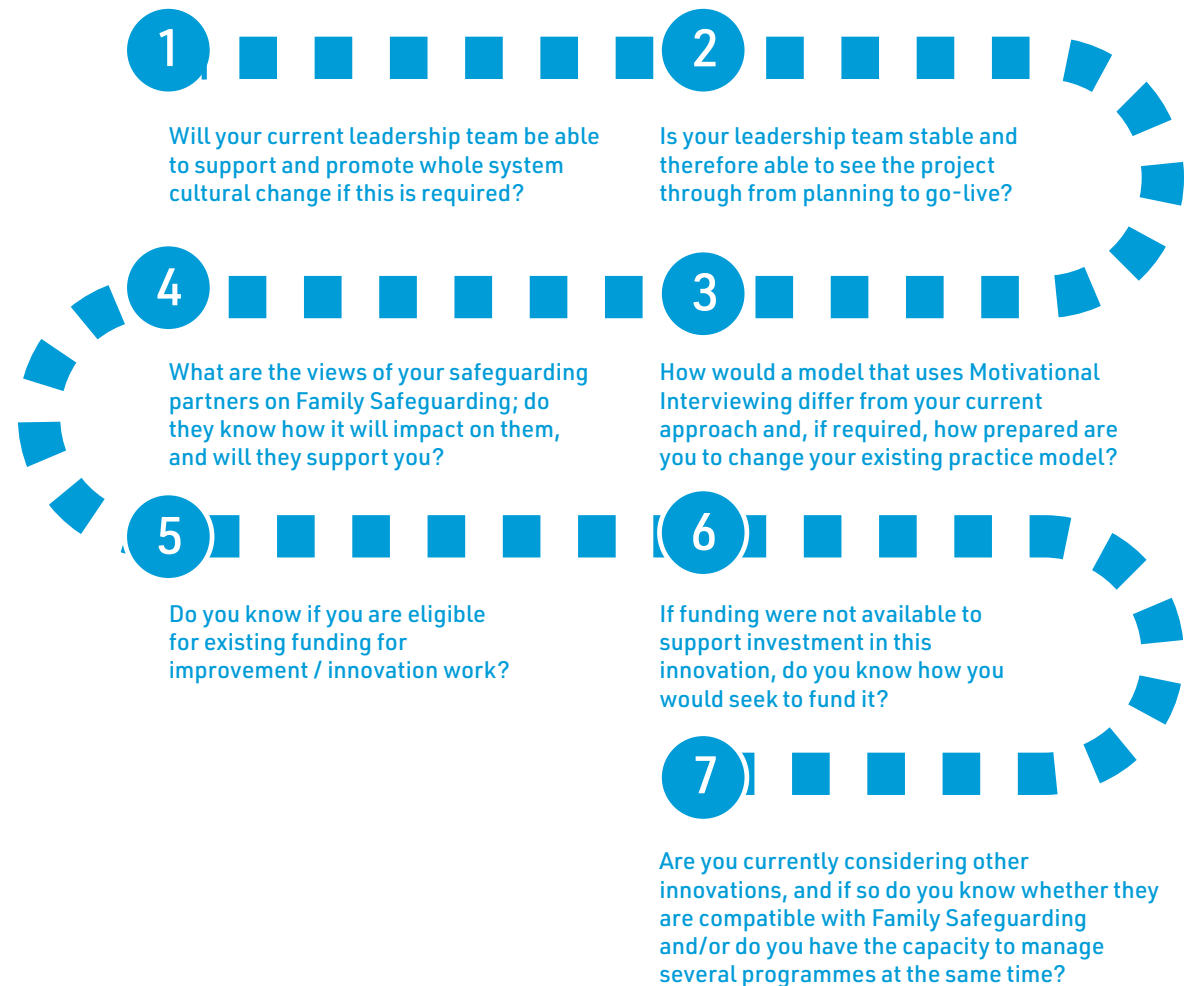 1
Will your current leadership team be able
to support and promote whole system
cultural change if this is required?
2
Is your leadership team stable and
therefore able to see the project
through from planning to go-live?
3
How would a model that uses Motivational
Interviewing differ from your current
approach and, if required, how prepared are
you to change your existing practice model?
4
What are the views of your safeguarding
partners on Family Safeguarding; do
they know how it will impact on them,
and will they support you?
5
Do you know if you are eligible
for existing funding for
improvement / innovation work?
6
If funding were not available to
support investment in this
innovation, do you know how you
would seek to fund it?
7
Are you currently considering other
innovations, and if so do you know whether they
are compatible with Family Safeguarding
and/or do you have the capacity to manage
several programmes at the same time?